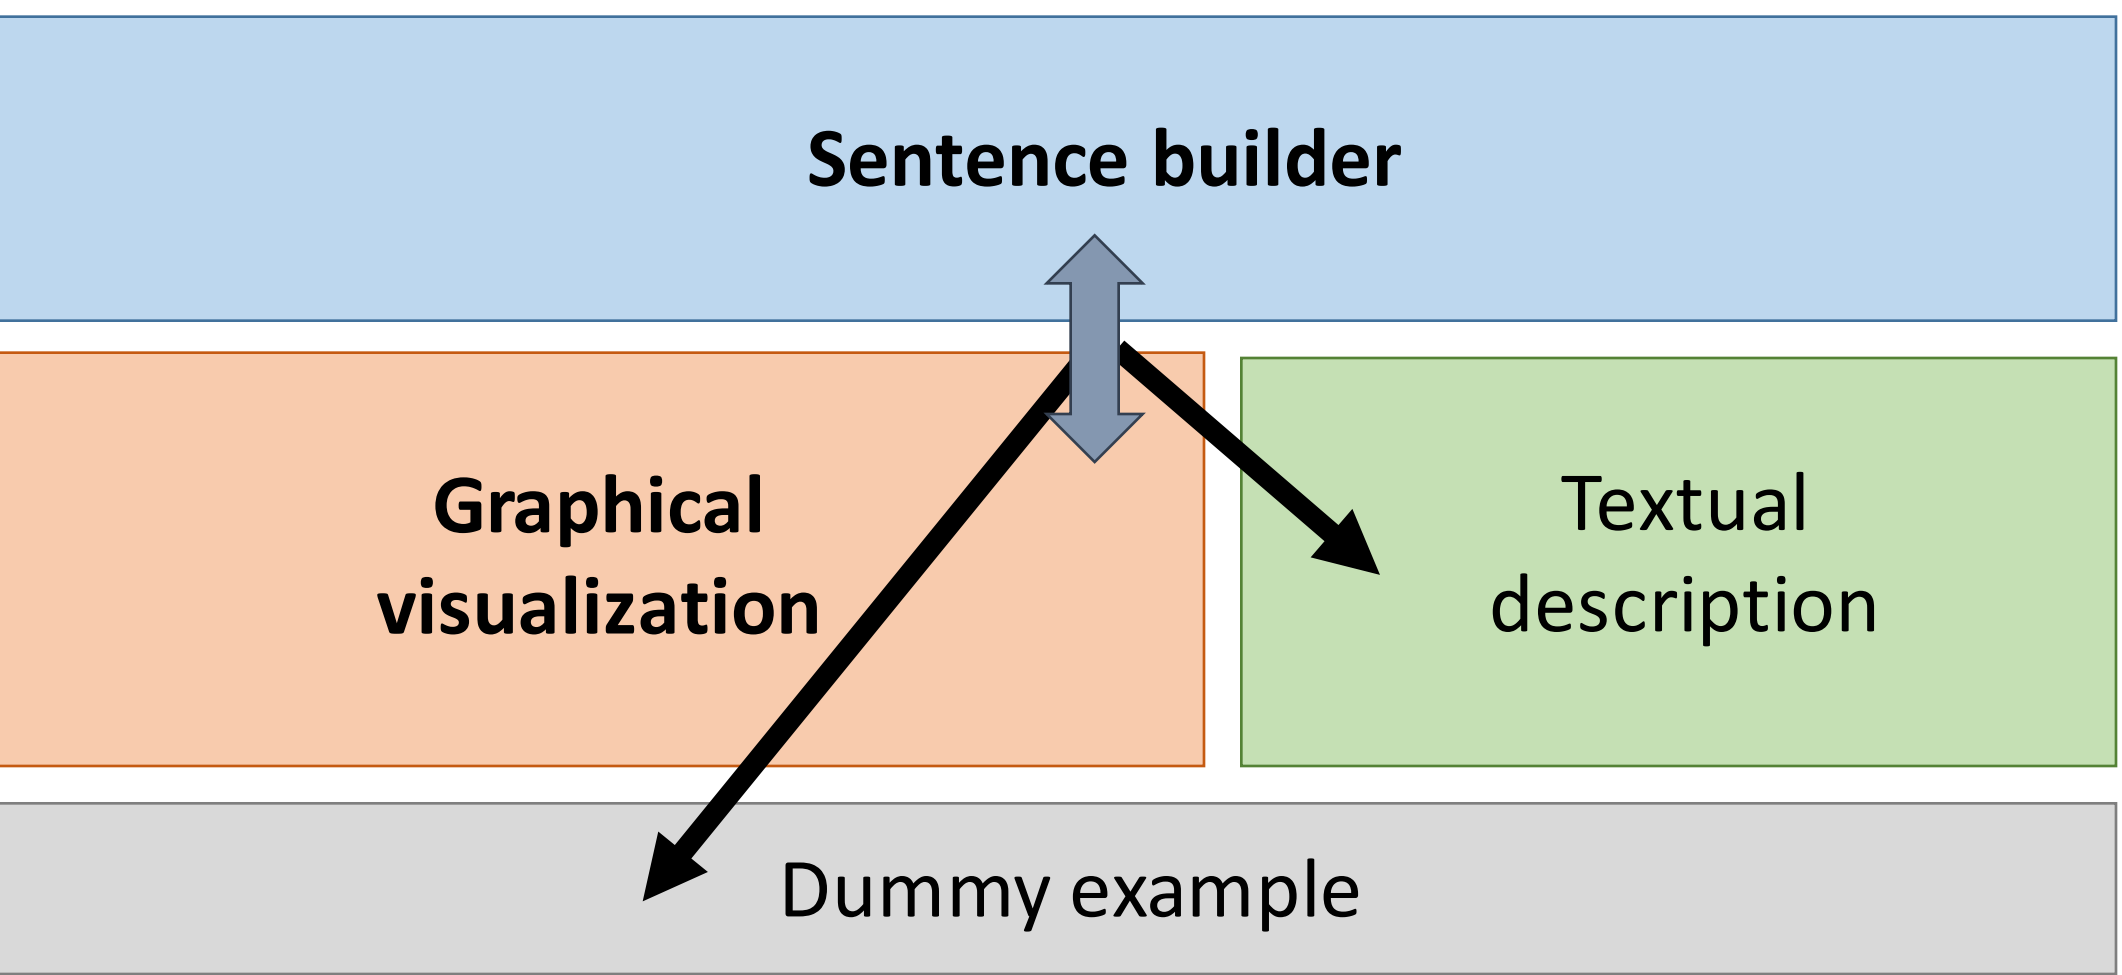 Sentence builder
Graphical
visualization
Textual
description
Dummy example